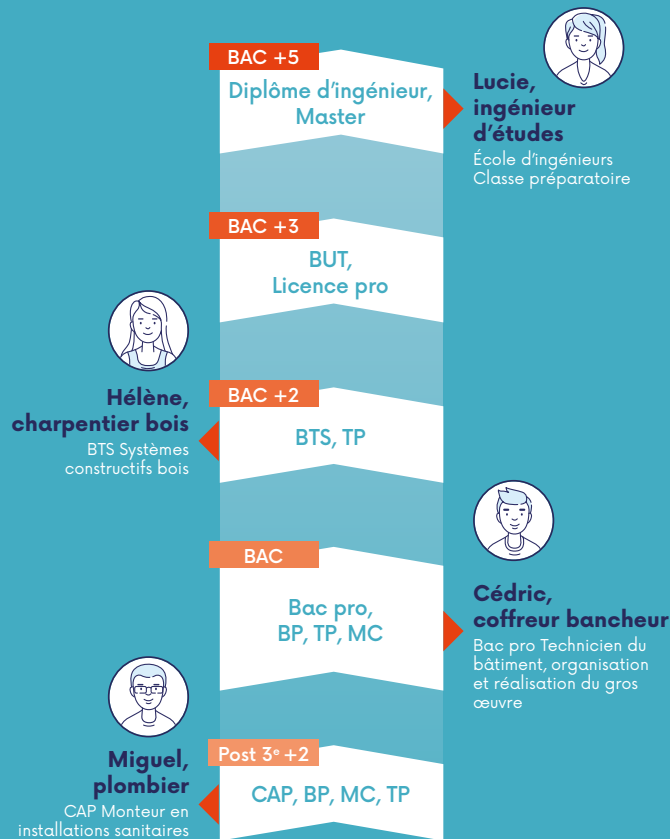 BAC +5
Diplôme d’ingénieur,
Master
Lucie,
ingénieur
d’études
École d’ingénieurs
Classe préparatoire
BAC +3
BUT,
Licence pro
Hélène,
charpentier bois
BTS Systèmes
constructifs bois
BAC +2
BTS, TP
BAC
Bac pro,
BP, TP, MC
Cédric,
coffreur bancheur
Bac pro Technicien du
bâtiment, organisation
et réalisation du gros
œuvre
Miguel,
plombier
CAP Monteur en
installations sanitaires
Post 3ᵉ +2
CAP, BP, MC, TP